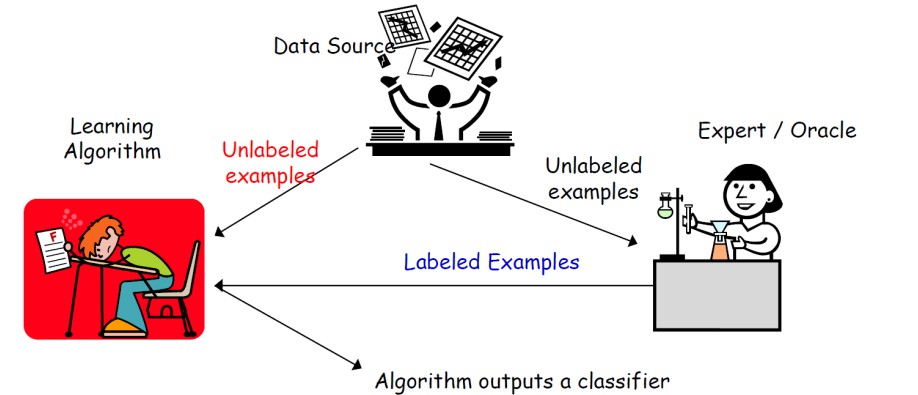 Data Source
Learning
Algorithm
Expert / Oracle
Unlabeled
examples
Unlabeled
examples
F
Labeled Examples
Algorithm outputs a classifier